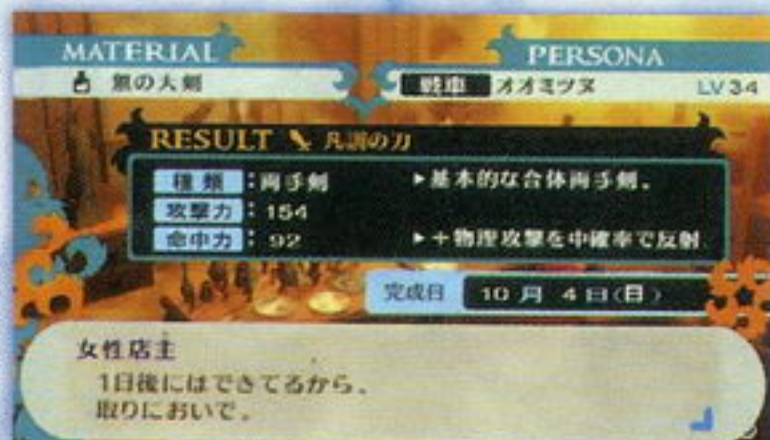 MATERIAL
無の大剣
PERSONA
戦車 オオミツヌ LV 34
RESULT 凡識の刀
種類:両手剣
攻撃力:154
命中力:92
▶基本的な合体両手剣。
▶+物理攻撃を中確率で反射
完成日 10月 4日(日)
女性店主
1日後にはできてるから、
取りにおいで。